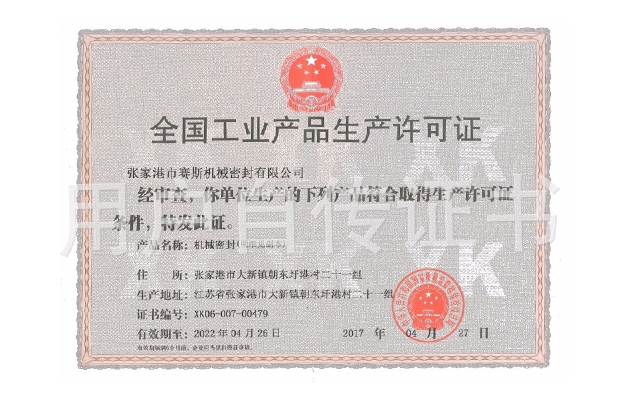 全国工业产品生产许可证
张家港市赛斯机械密封有限公司
经审查，你单位生产的下列产品符合取得生产许可证
条件，特发此证。
产品名称：机械密封
住 所：张家港市大新镇朝东圩港村二十一组
生产地址：江苏省张家港市大新镇朝东圩港村二十一组
证书编号：XK06-007-00479
有效期至：2022 年 04 月 26 日
2017 年 04 月 27 日
用户自传证书
XK
XK